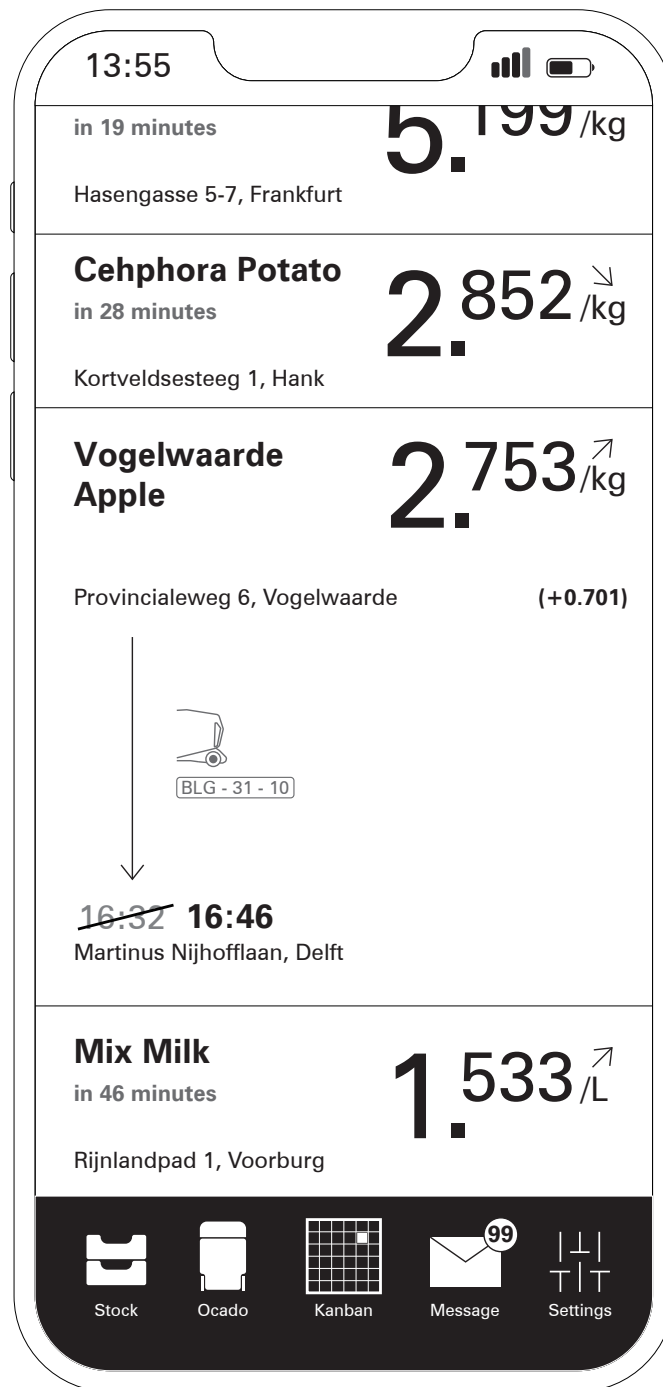 13:55
in 19 minutes
5.199/kg
Hasengasse 5-7, Frankfurt
Cehphora Potato
2.852/kg
in 28 minutes
Kortveldsesteeg 1, Hank
Vogelwaarde
Apple
2.753/kg
Provincialeweg 6, Vogelwaarde (+0.701)
BLG - 31 - 10
16:32 16:46
Martinus Nijhofflaan, Delft
Mix Milk
1.533/L
in 46 minutes
Rijnlandpad 1, Voorburg
99
Stock Ocado Kanban Message Settings